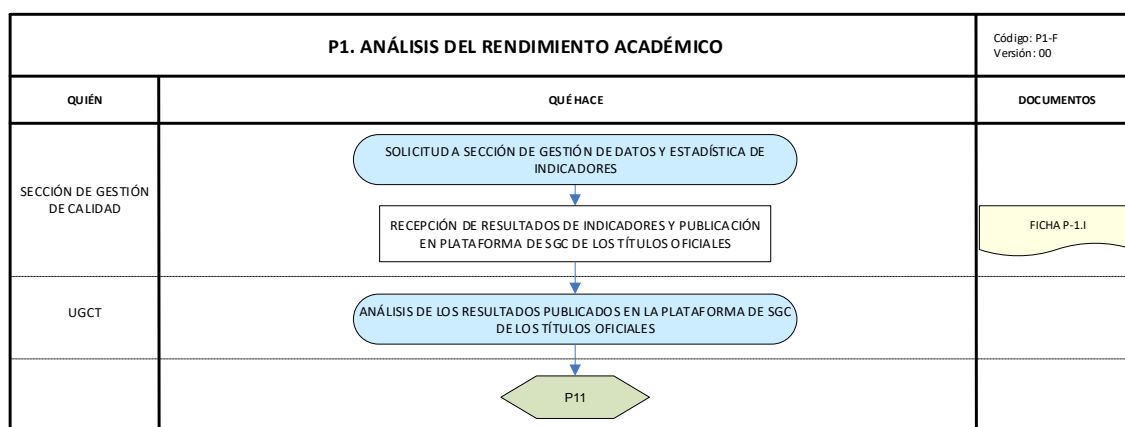 P1. ANÁLISIS DEL RENDIMIENTO ACADÉMICO
Código: P1-F
Versión: 00
QUIÉN
QUÉ HACE
DOCUMENTOS
SOLICITUD A SECCIÓN DE GESTIÓN DE DATOS Y ESTADÍSTICA DE
INDICADORES
SECCIÓN DE GESTIÓN
DE CALIDAD
RECEPCIÓN DE RESULTADOS DE INDICADORES Y PUBLICACIÓN
EN PLATAFORMA DE SGC DE LOS TÍTULOS OFICIALES
FICHA P-1.I
UGCT
ANÁLISIS DE LOS RESULTADOS PUBLICADOS EN LA PLATAFORMA DE SGC
DE LOS TÍTULOS OFICIALES
P11